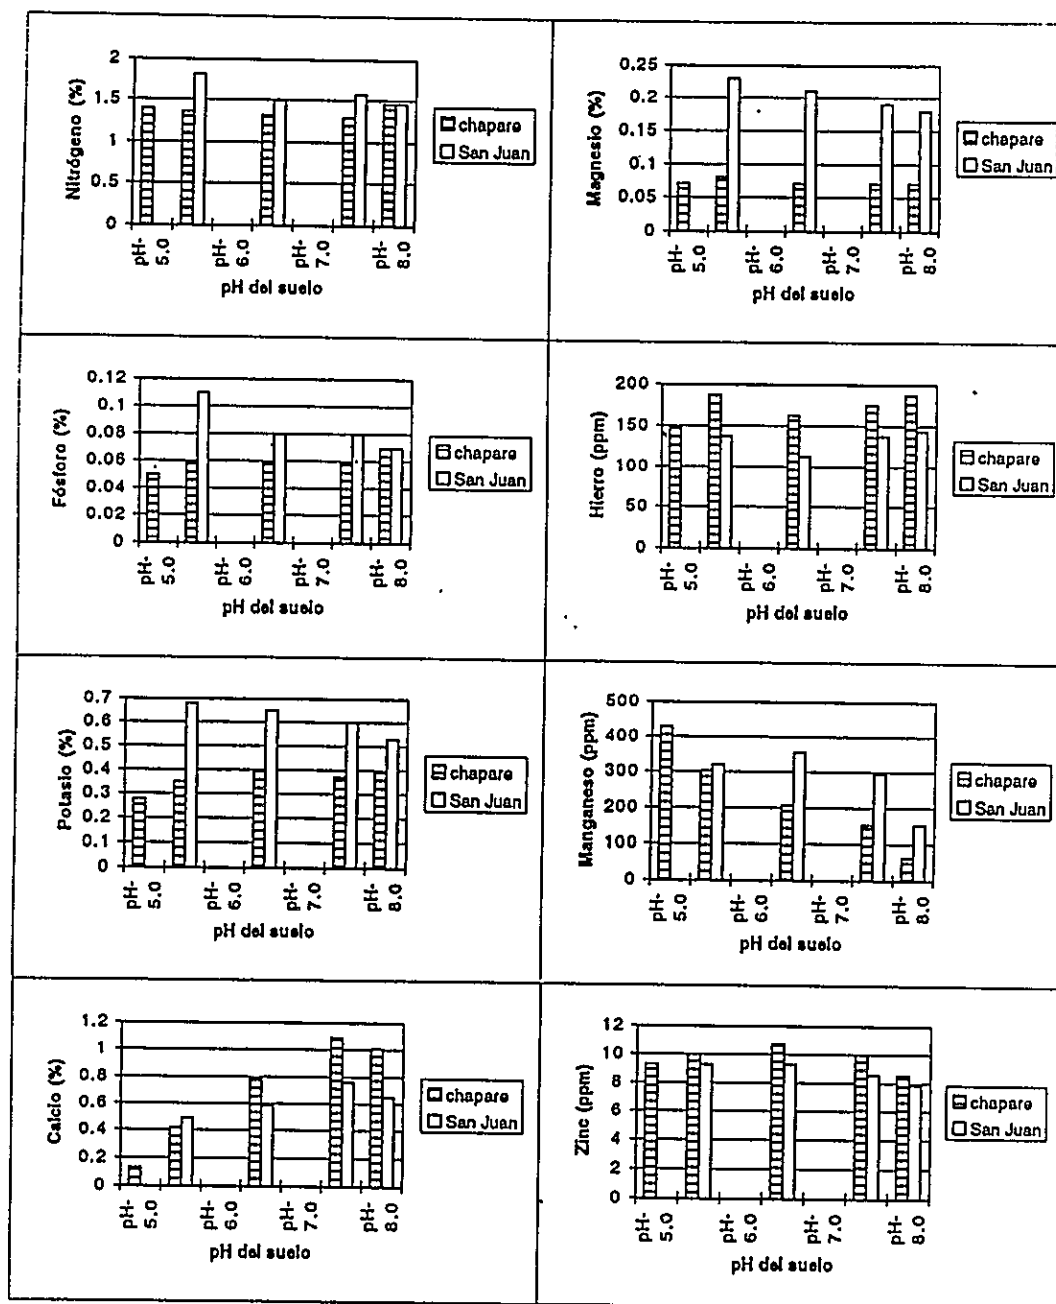 Nitrógeno (%)
2
1.5
1
0.5
0
pH-5.0
pH-6.0
pH-7.0
pH-8.0
pH del suelo
chapare
San Juan
Magnesio (%)
0.25
0.2
0.15
0.1
0.05
0
pH-5.0
pH-6.0
pH-7.0
pH-8.0
pH del suelo
chapare
San Juan
Fósforo (%)
0.12
0.1
0.08
0.06
0.04
0.02
0
pH-5.0
pH-6.0
pH-7.0
pH-8.0
pH del suelo
chapare
San Juan
Hierro (ppm)
200
150
100
50
0
pH-5.0
pH-6.0
pH-7.0
pH-8.0
pH del suelo
chapare
San Juan
Potasio (%)
0.7
0.6
0.5
0.4
0.3
0.2
0.1
0
pH-5.0
pH-6.0
pH-7.0
pH-8.0
pH del suelo
chapare
San Juan
Manganeso (ppm)
500
400
300
200
100
0
pH-5.0
pH-6.0
pH-7.0
pH-8.0
pH del suelo
chapare
San Juan
Calcio (%)
1.2
1
0.8
0.6
0.4
0.2
0
pH-5.0
pH-6.0
pH-7.0
pH-8.0
pH del suelo
chapare
San Juan
Zinc (ppm)
12
10
8
6
4
2
0
pH-5.0
pH-6.0
pH-7.0
pH-8.0
pH del suelo
chapare
San Juan